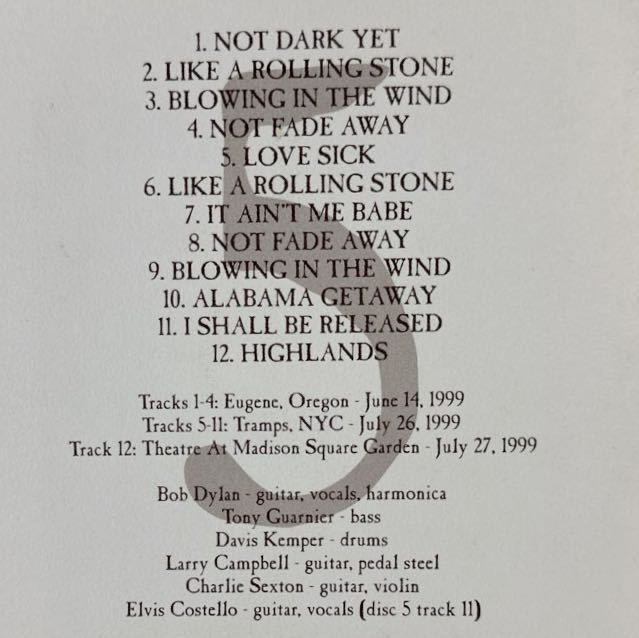 1. NOT DARK YET
2. LIKE A ROLLING STONE
3. BLOWING IN THE WIND
4. NOT FADE AWAY
5. LOVE SICK
6. LIKE A ROLLING STONE
7. IT AIN'T ME BABE
8. NOT FADE AWAY
9. BLOWING IN THE WIND
10. ALABAMA GETAWAY
11. I SHALL BE RELEASED
12. HIGHLANDS
5
Tracks 1-4: Eugene, Oregon - June 14, 1999
Tracks 5-11: Tramps, NYC - July 26, 1999
Track 12: Theatre At Madison Square Garden - July 27, 1999
Bob Dylan - guitar, vocals, harmonica
Tony Guarnier - bass
Davis Kemper - drums
Larry Campbell - guitar, pedal steel
Charlie Sexton - guitar, violin
Elvis Costello - guitar, vocals (disc 5 track 11)